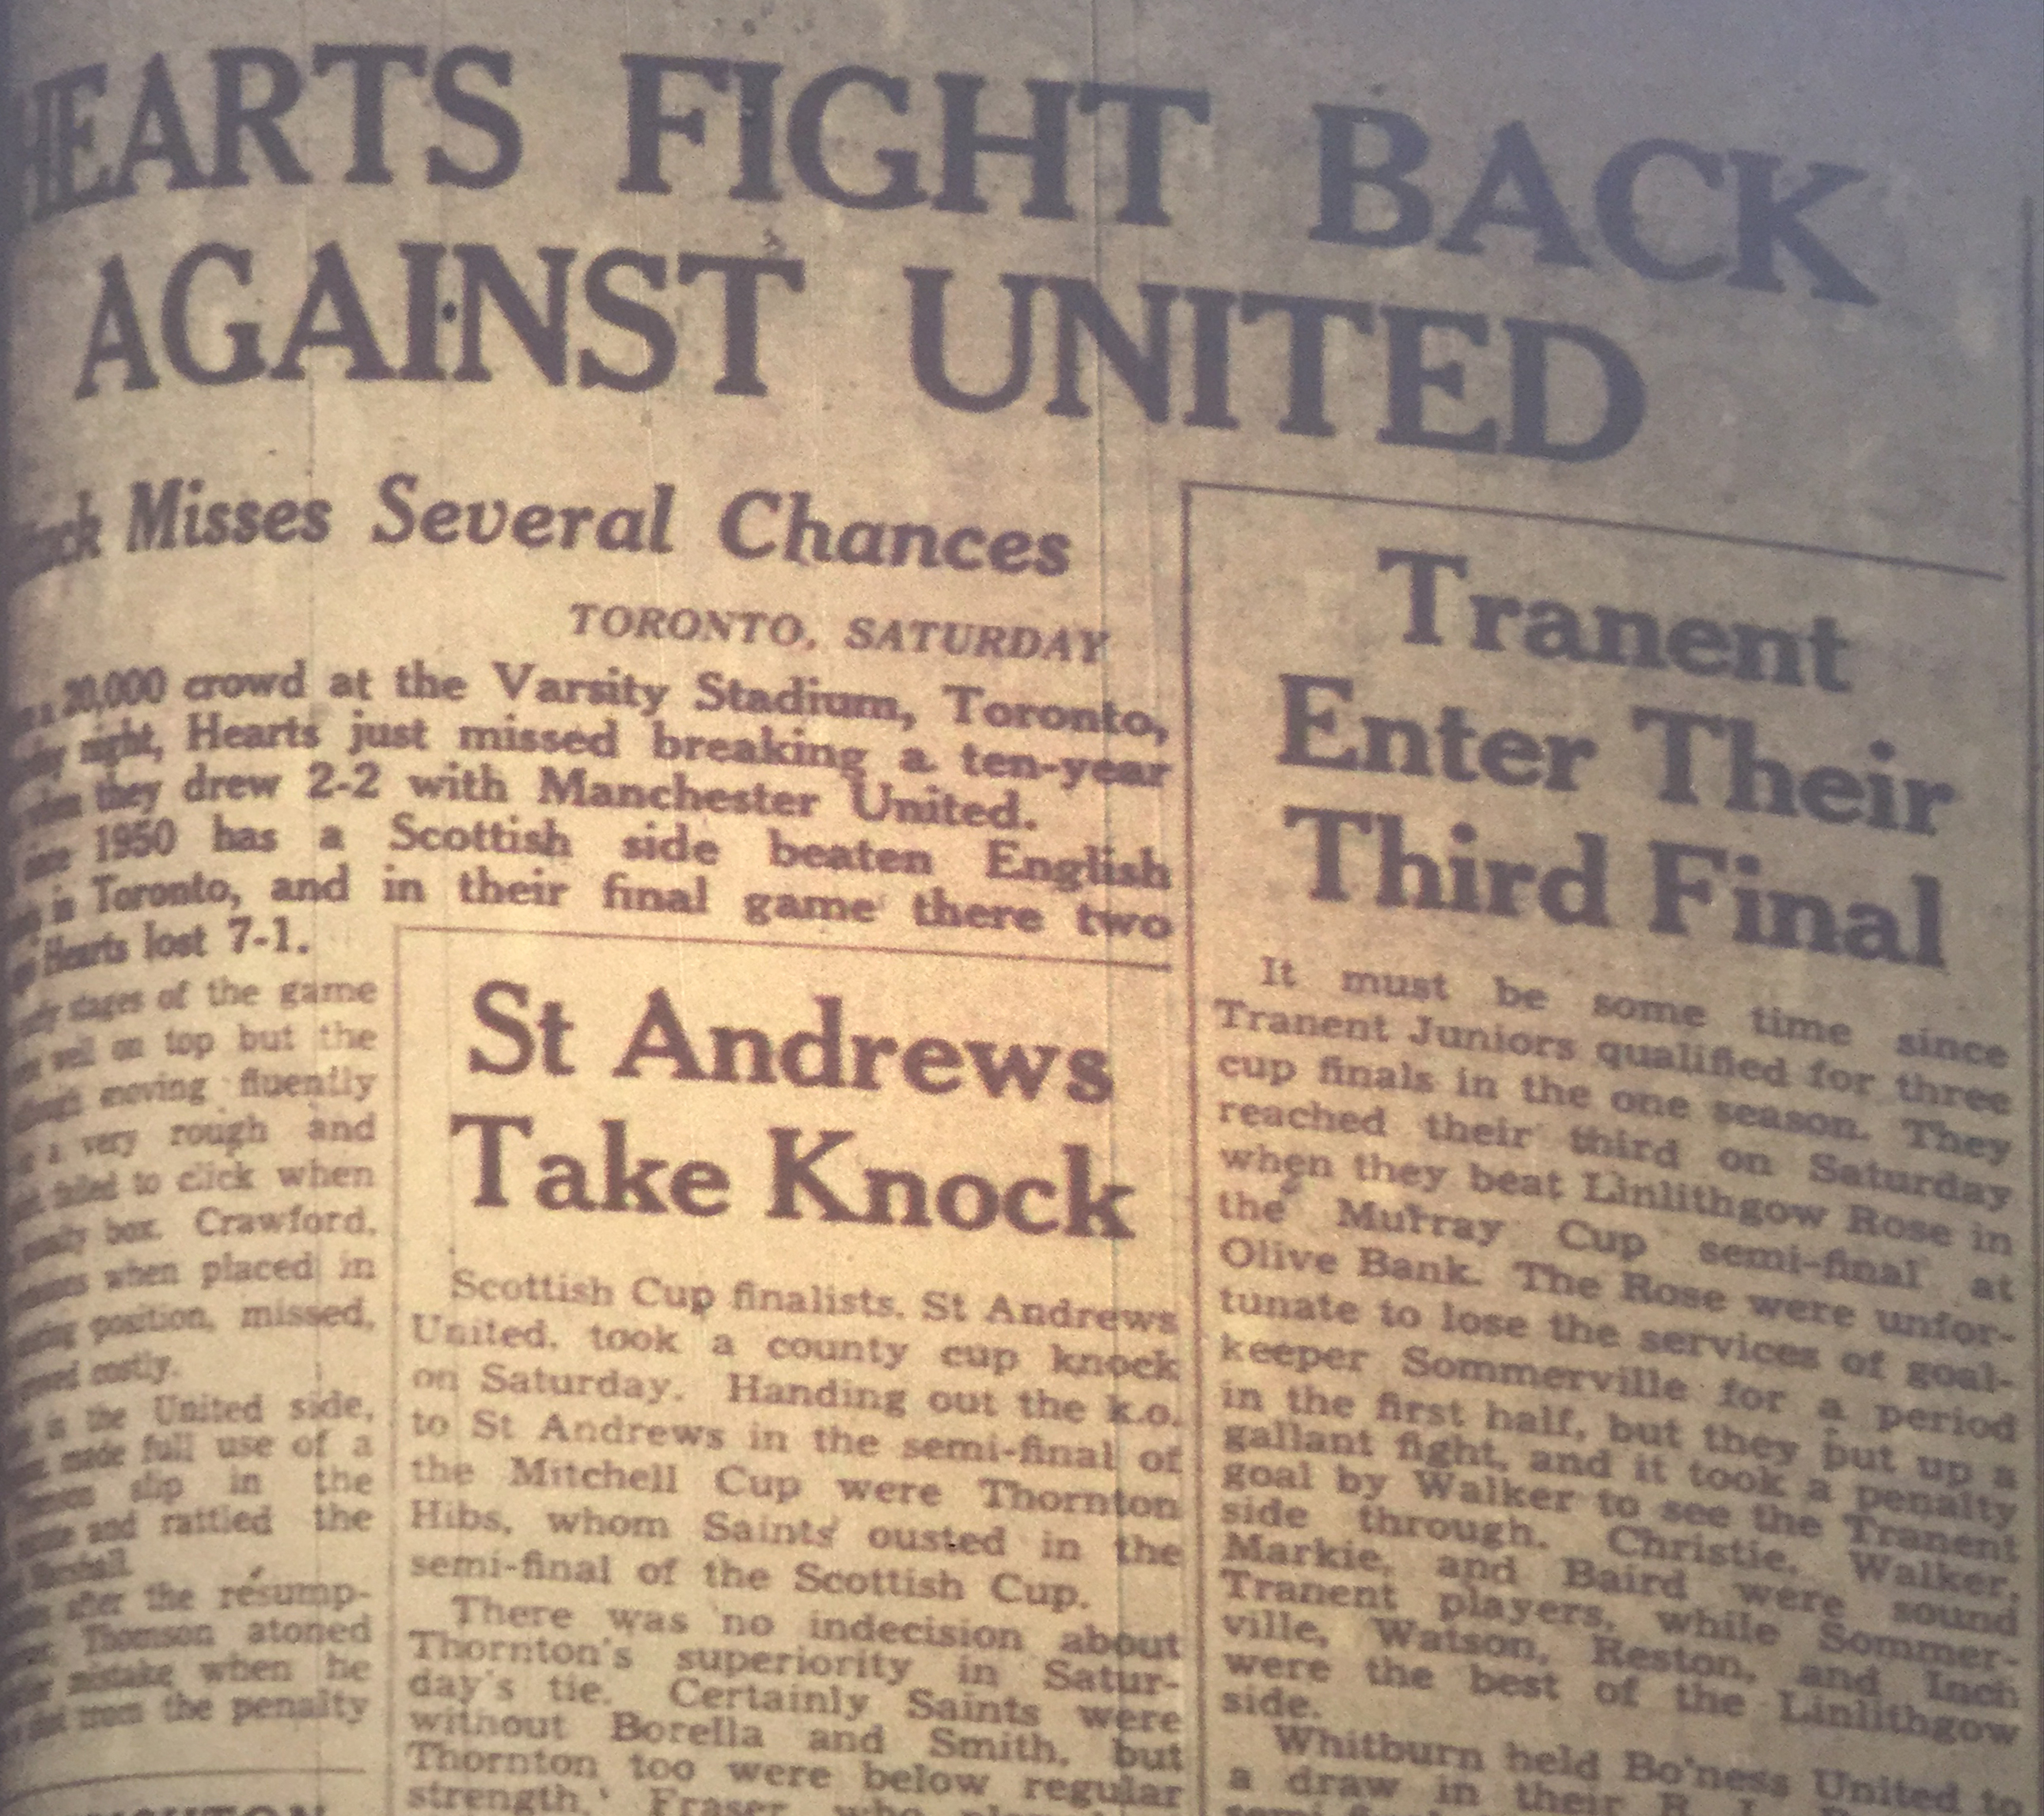 HEARTS FIGHT BACK
AGAINST UNITED
Misses Several Chances
TORONTO, SATURDAY
20,000 crowd at the Varsity Stadium, Toronto,
night, Hearts just missed breaking a ten-year
when they drew 2-2 with Manchester United.
1950 has a Scottish side beaten English
in Toronto, and in their final game there two
Hearts lost 7-1.
stages of the game
well on top but the
moving fluently
a very rough and
failed to click when
box. Crawford,
when placed in
position, missed,
costly.
the United side,
made full use of a
slip in the
and rattled the
after the resump-
Thomson atoned
mistake when he
from the penalty
St Andrews
Take Knock
Scottish Cup finalists, St Andrews
United, took a county cup knock
on Saturday. Handing out the k.o.
to St Andrews in the semi-final of
the Mitchell Cup were Thornton
Hibs, whom Saints ousted in the
semi-final of the Scottish Cup.
There was no indecision about
Thornton's superiority in Satur-
day's tie. Certainly Saints were
without Borella and Smith, but
Thornton too were below regular
strength. Fraser, who
Tranent
Enter Their
Third Final
It must be some time since
Tranent Juniors qualified for three
cup finals in the one season. They
reached their third on Saturday
when they beat Linlithgow Rose in
the Murray Cup semi-final at
Olive Bank. The Rose were unfor-
tunate to lose the services of goal-
keeper Sommerville for a period
in the first half, but they put up a
gallant fight, and it took a penalty
goal by Walker to see the Tranent
side through. Christie, Walker,
Markie, and Baird were sound
Tranent players, while Sommer-
ville, Watson, Reston, and Inch
were the best of the Linlithgow
side.
Whitburn held Bo'ness United to
a draw in their